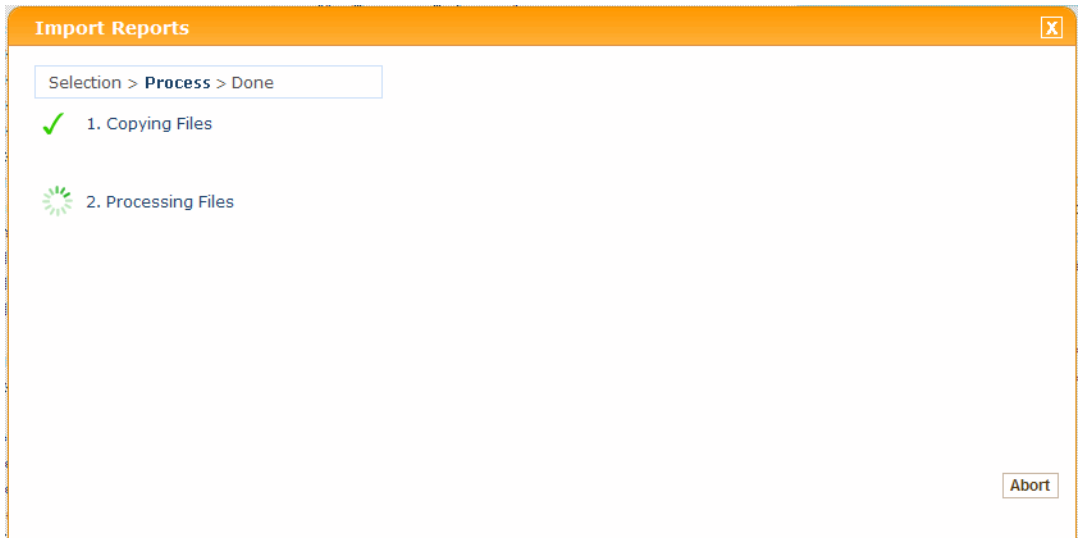 Import Reports X
Selection > Process > Done
1. Copying Files
2. Processing Files
Abort